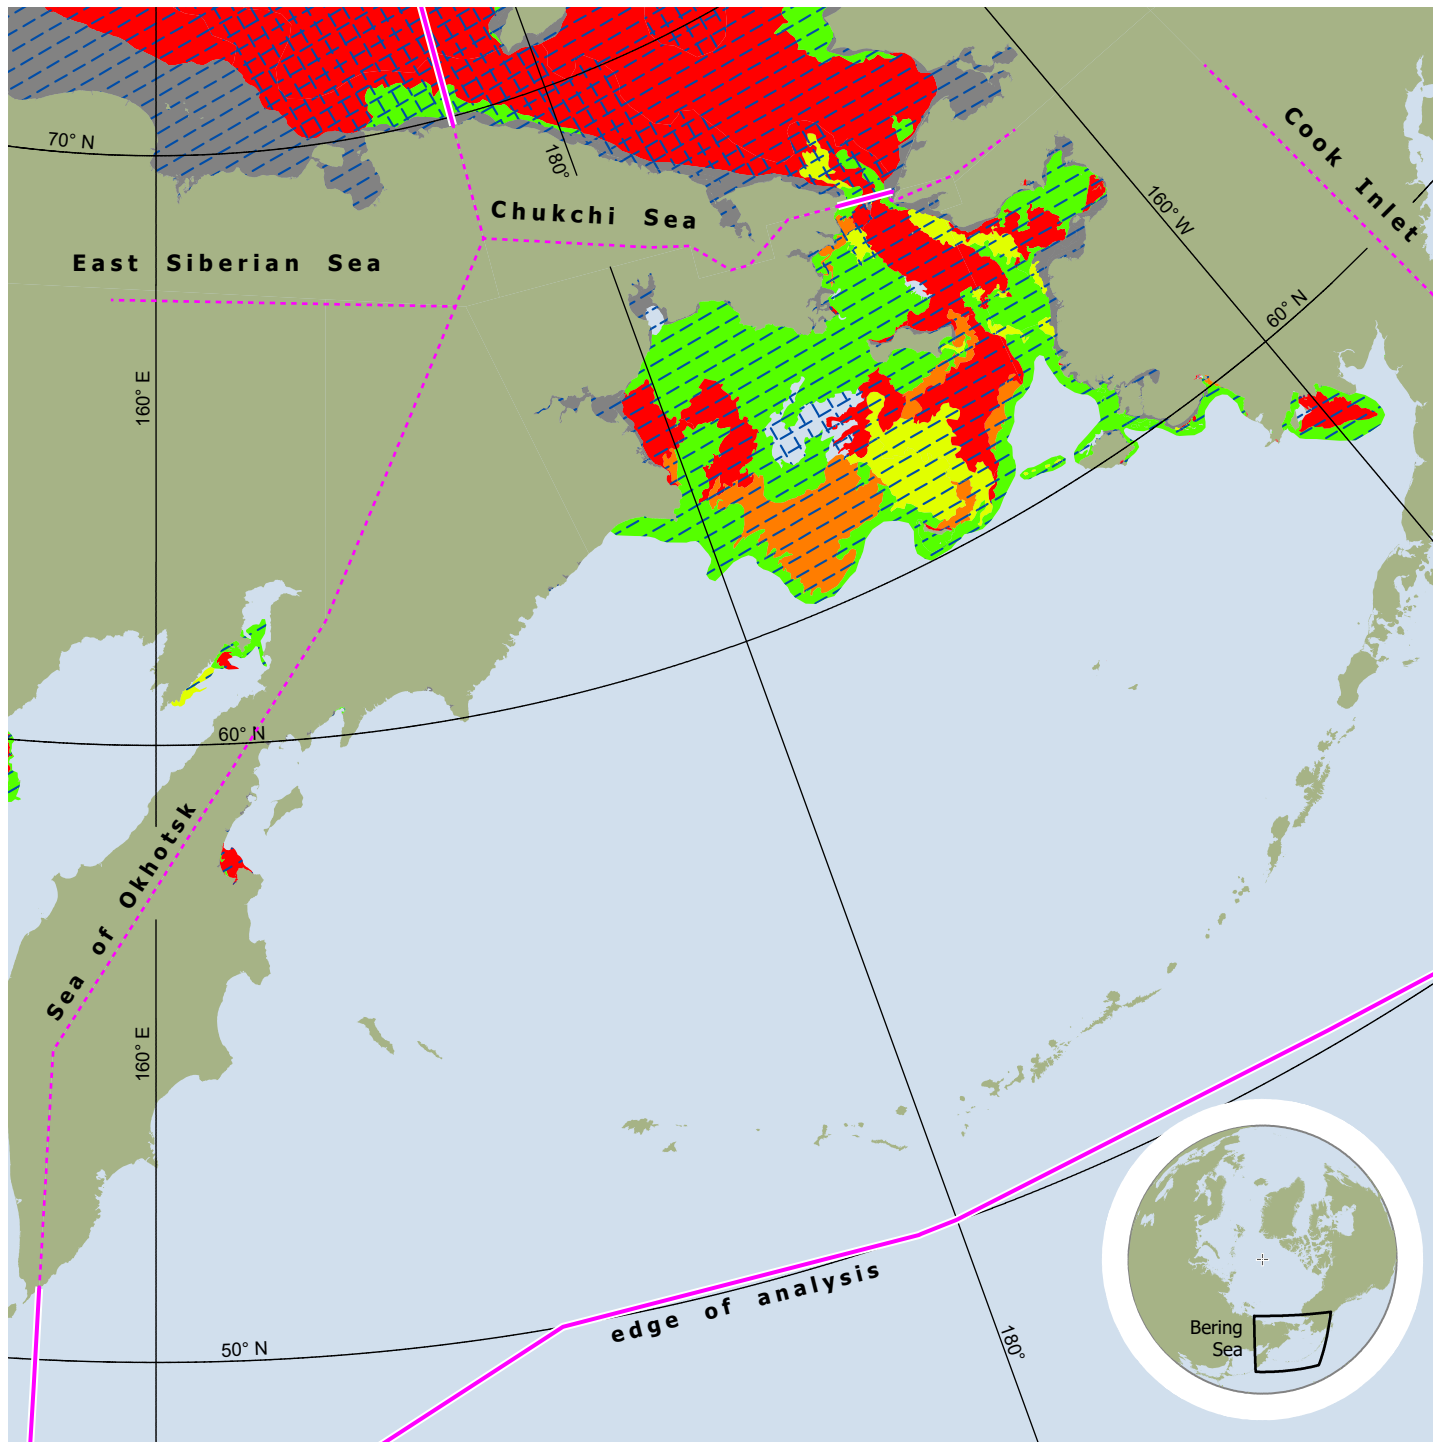 70° N
180°
Chukchi Sea
East Siberian Sea
Cook Inlet
160° W
60° N
160° E
60° N
Sea of Okhotsk
160° E
edge of analysis
50° N
180°
Bering
Sea